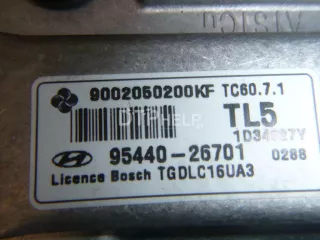 9002050200KF TC60.7.1
TL5
95440-26701 0288
Licence Bosch TGDLC16UA3